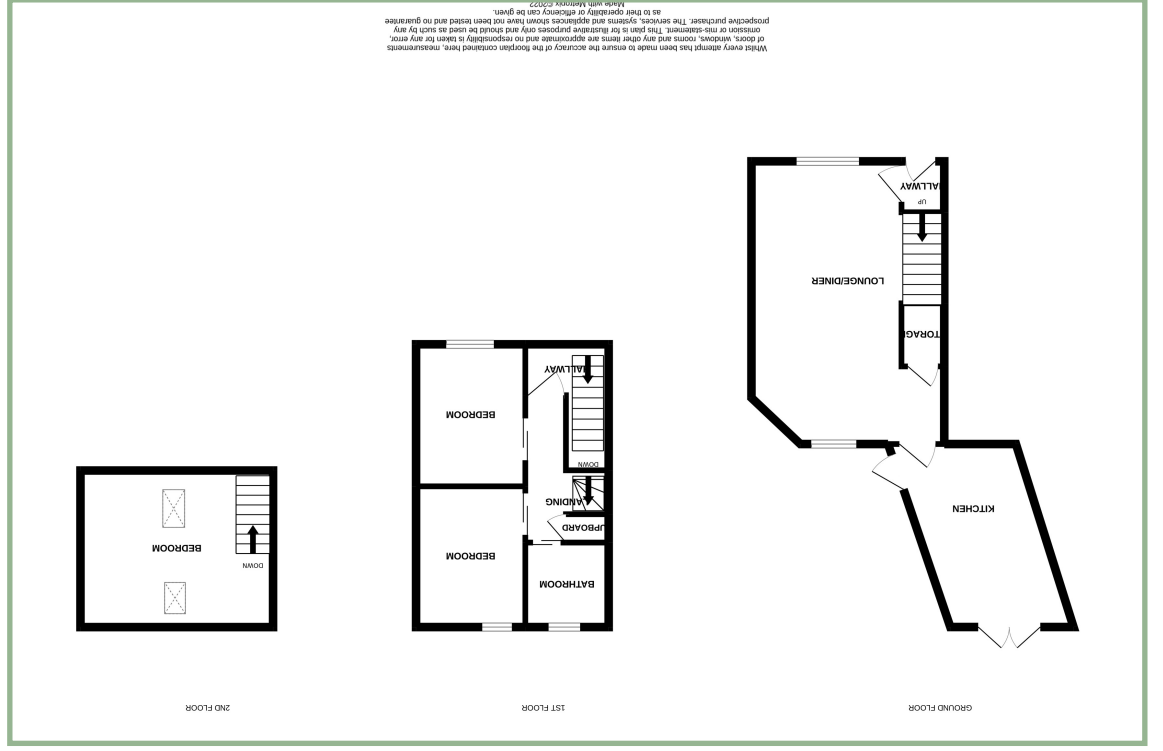 GROUND FLOOR
KITCHEN
TORAG
LOUNGE/DINER
UP
ALLWAY
1ST FLOOR
BATHROOM
BEDROOM
UPBOARD
ANDING
DOWN
BEDROOM
ALLWAY
2ND FLOOR
DOWN
BEDROOM
Whilst every attempt has been made to ensure the accuracy of the floorplan contained here, measurements
of doors, windows, rooms and any other items are approximate and no responsibility is taken for any error,
omission or mis-statement. This plan is for illustrative purposes only and should be used as such by any
prospective purchaser. The services, systems and appliances shown have not been tested and no guarantee
as to their operability or efficiency can be given.
Made with Metropix ©2022